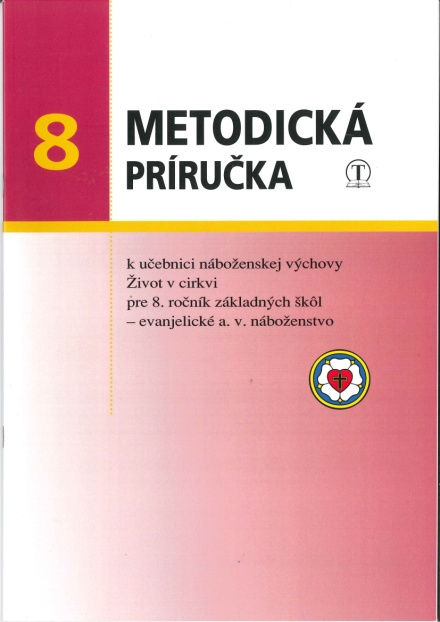 8
METODICKÁ
PRÍRUČKA
T
k učebnici náboženskej výchovy
Život v cirkvi
pre 8. ročník základných škôl
– evanjelické a. v. náboženstvo